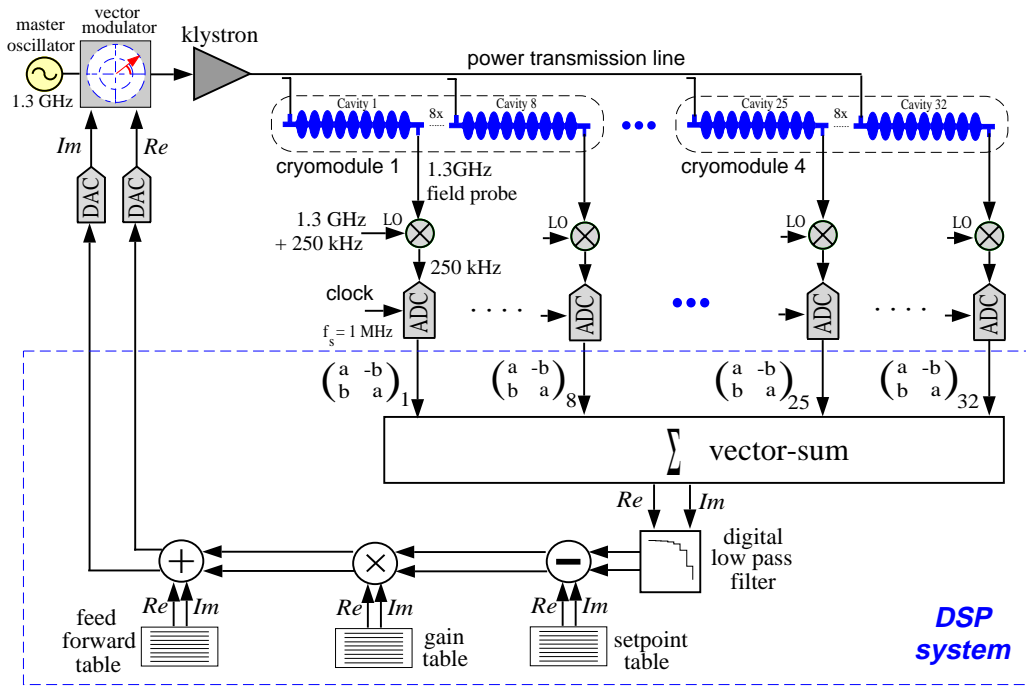 master
oscillator
1.3 GHz
vector
modulator
klystron
power transmission line
Cavity 1
8x
Cavity 8
Cavity 25
8x
Cavity 32
cryomodule 1
cryomodule 4
Im
Re
DAC
DAC
1.3GHz
field probe
1.3 GHz
+ 250 kHz
LO
LO
LO
LO
250 kHz
clock
f_s = 1 MHz
ADC
ADC
ADC
ADC
(a -b
b a)1
(a -b
b a)8
(a -b
b a)25
(a -b
b a)32
Σ vector-sum
Re
Im
digital
low pass
filter
+
×
−
Re
Im
Re
Im
Re
Im
feed
forward
table
gain
table
setpoint
table
DSP
system